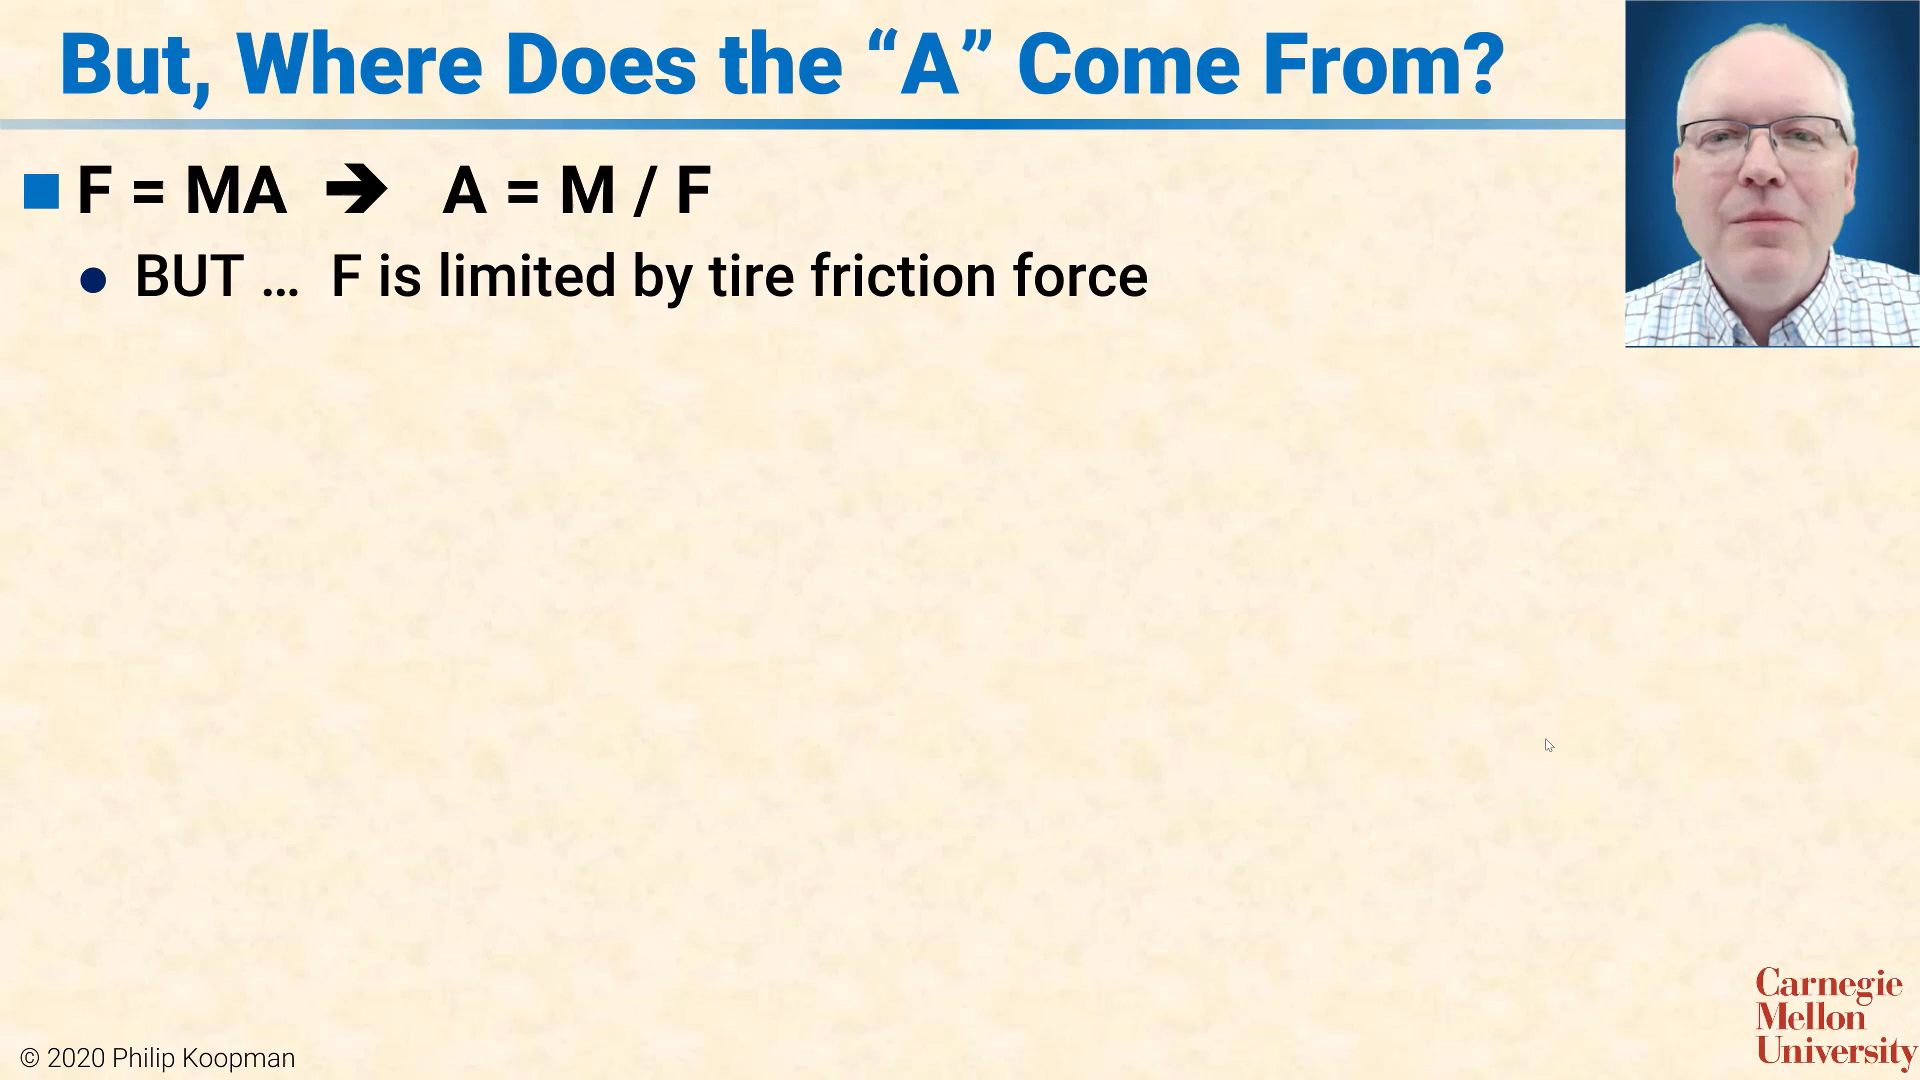 But, Where Does the “A” Come From?
F = MA ➔ A = M / F
BUT … F is limited by tire friction force
Carnegie
Mellon
University
© 2020 Philip Koopman